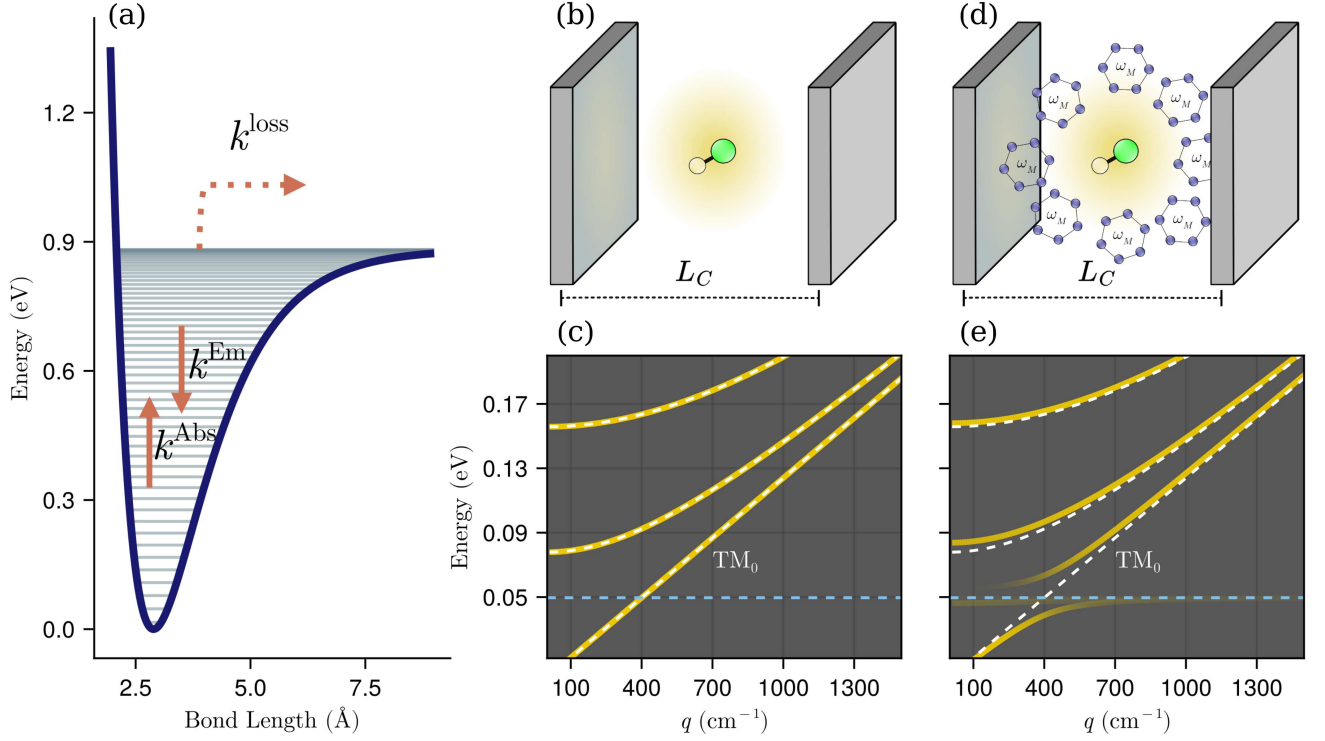 (a)
Energy (eV)
1.2
0.9
0.6
0.3
0.0
k^loss
k^Em
k^Abs
2.5 5.0 7.5
Bond Length (Å)
(b)
L_C
(c)
Energy (eV)
0.17
0.13
0.09
0.05
TM_0
100 400 700 1000 1300
q (cm^−1)
(d)
ω_M
ω_M
ω_M
ω_M
ω_M
ω_M
ω_M
ω_M
L_C
(e)
TM_0
100 400 700 1000 1300
q (cm^−1)